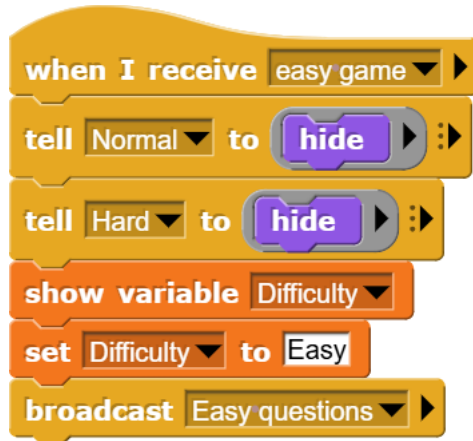 when I receive easy game
tell Normal to hide
tell Hard to hide
show variable Difficulty
set Difficulty to Easy
broadcast Easy questions